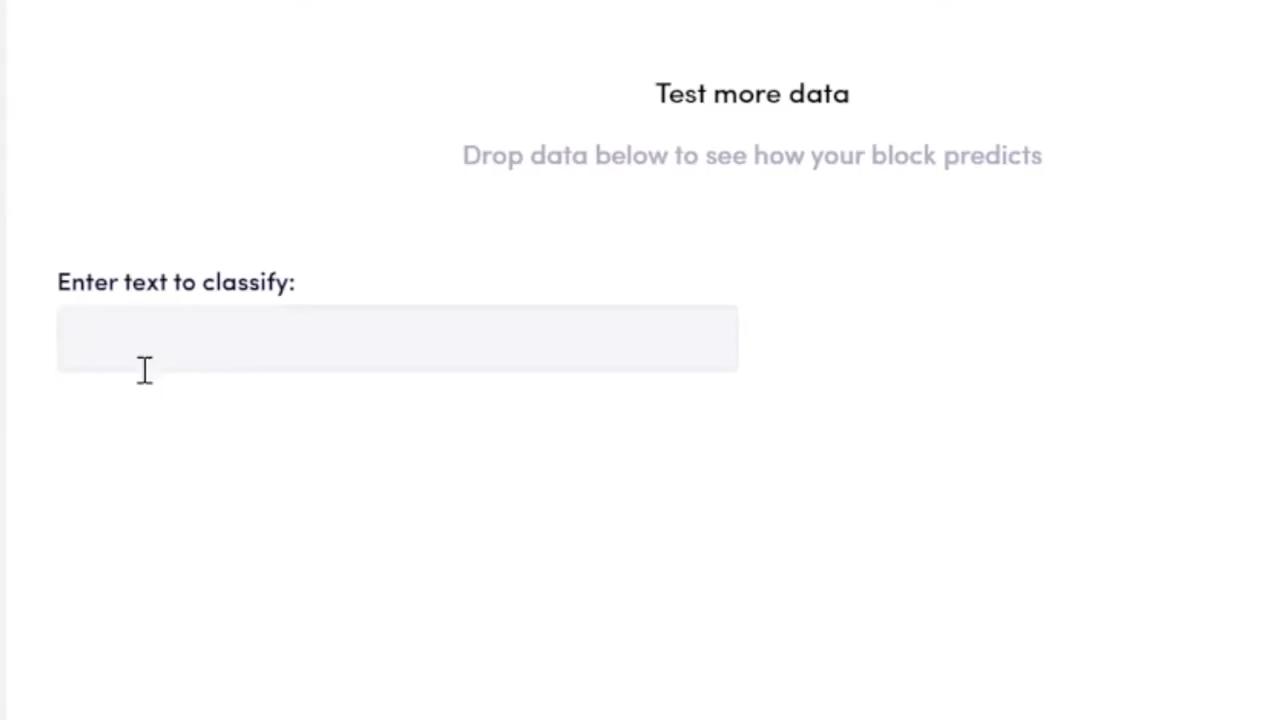 Test more data
Drop data below to see how your block predicts
Enter text to classify: